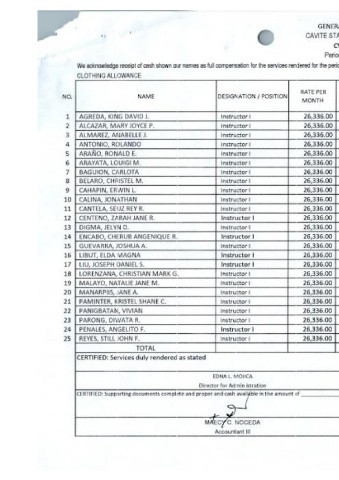 GENER
CAVITE STA
C
Perio
We acknowledge receipt of cash shown our names as full compensation for the services rendered for the perio
CLOTHING ALLOWANCE
NO. NAME DESIGNATION / POSITION RATE PER MONTH
1 AGREDA, KING DAVID J. Instructor I 26,336.00
2 ALCAZAR, MARY JOYCE P. Instructor I 26,336.00
3 ALMAREZ, ANABELLE J. Instructor I 26,336.00
4 ANTONIO, ROLANDO Instructor I 26,336.00
5 ARAÑO, RONALD E. Instructor I 26,336.00
6 ARAYATA, LOUIGI M. Instructor I 26,336.00
7 BAGUION, CARLOTA Instructor I 26,336.00
8 BELARO, CHRISTEL M. Instructor I 26,336.00
9 CAHAPIN, ERWIN L. Instructor I 26,336.00
10 CALINA, JONATHAN Instructor I 26,336.00
11 CANTELA, SEUZ REY R. Instructor I 26,336.00
12 CENTENO, ZARAH JANE R. Instructor I 26,336.00
13 DIGMA, JELYN D. Instructor I 26,336.00
14 ENCABO, CHERUB ANGENIQUE R. Instructor I 26,336.00
15 GUEVARRA, JOSHUA A. Instructor I 26,336.00
16 LIBUT, ELDA MAGNA Instructor I 26,336.00
17 LIU, JOSEPH DANIEL S. Instructor I 26,336.00
18 LORENZANA, CHRISTIAN MARK G. Instructor I 26,336.00
19 MALAYO, NATALIE JANE M. Instructor I 26,336.00
20 MANARPIIS, JANE A. Instructor I 26,336.00
21 PAMINTER, KRISTEL SHANE C. Instructor I 26,336.00
22 PANIGBATAN, VIVIAN Instructor I 26,336.00
23 PARONG, DIWATA R. Instructor I 26,336.00
24 PENALES, ANGELITO F. Instructor I 26,336.00
25 REYES, STILL JOHN F. Instructor I 26,336.00
TOTAL
CERTIFIED: Services duly rendered as stated
EDNA L. MOJICA
Director for Administration
CERTIFIED: Supporting documents complete and proper and cash available in the amount of
C. NOCEDA
Accountant III